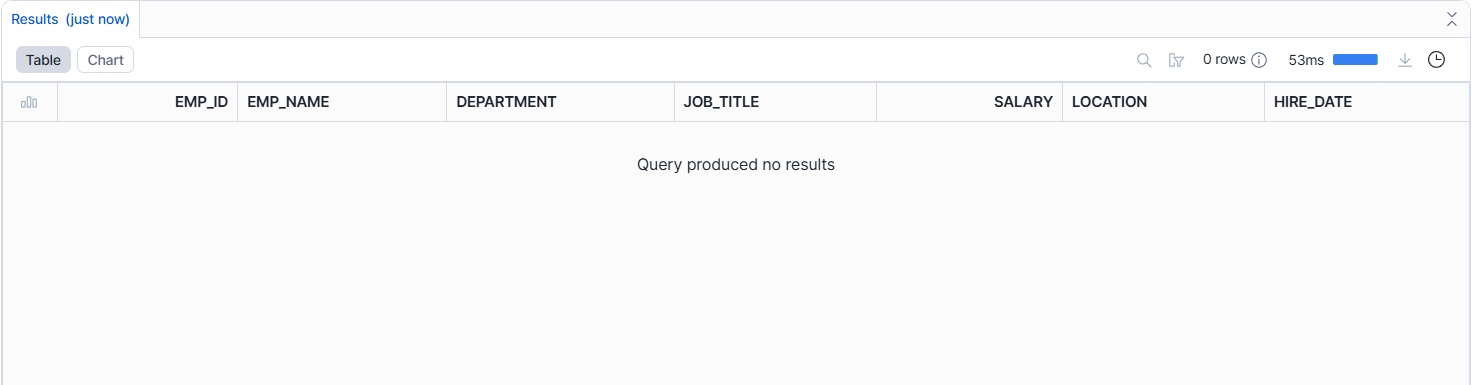 Results (just now)
Table Chart 0 rows 53ms
EMP_ID EMP_NAME DEPARTMENT JOB_TITLE SALARY LOCATION HIRE_DATE
Query produced no results